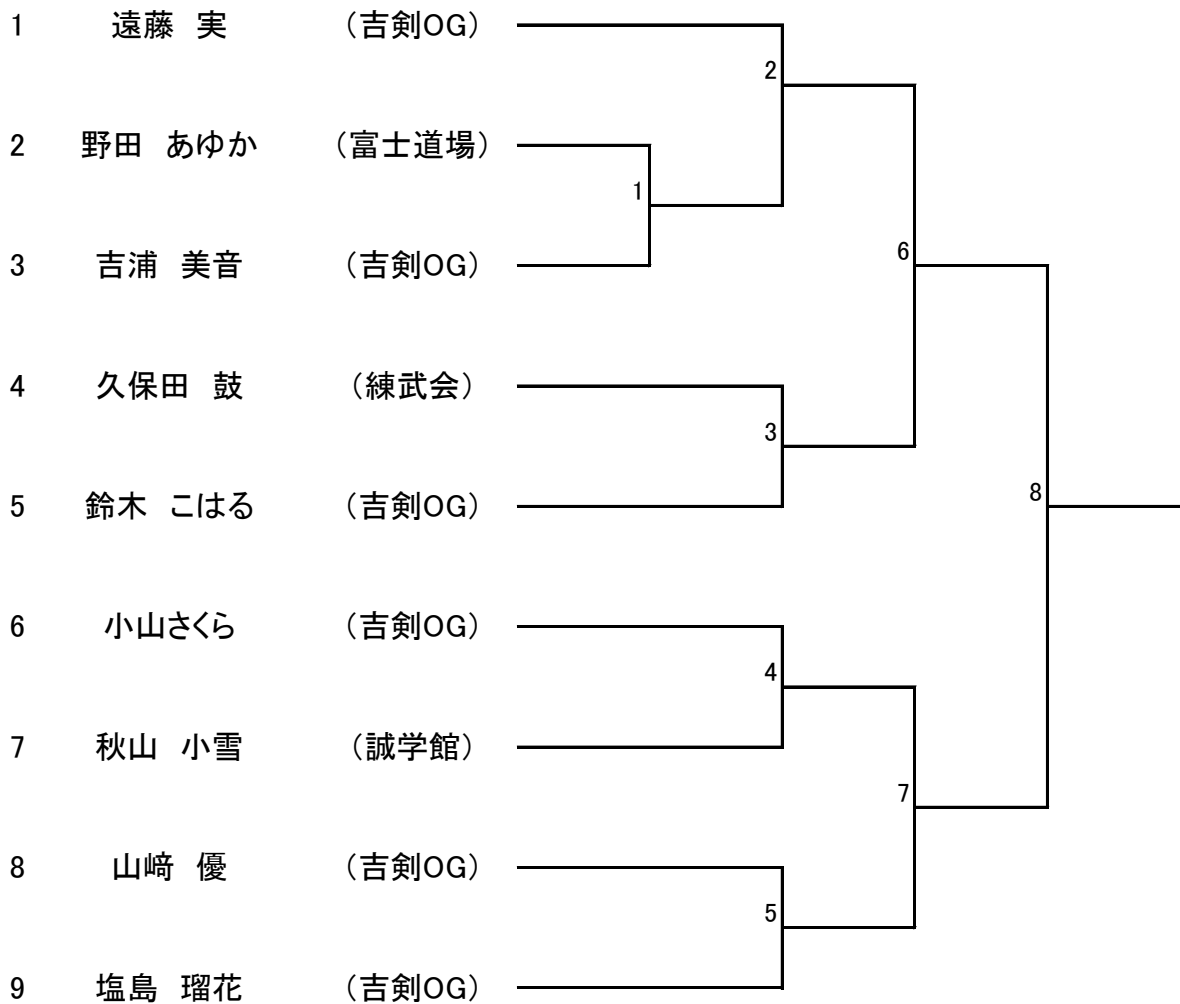 1 遠藤 実 （吉剣OG）
2
2 野田 あゆか （富士道場）
1
3 吉浦 美音 （吉剣OG）
6
4 久保田 鼓 （練武会）
3
5 鈴木 こはる （吉剣OG）
8
6 小山さくら （吉剣OG）
4
7 秋山 小雪 （誠学館）
7
8 山﨑 優 （吉剣OG）
5
9 塩島 瑠花 （吉剣OG）